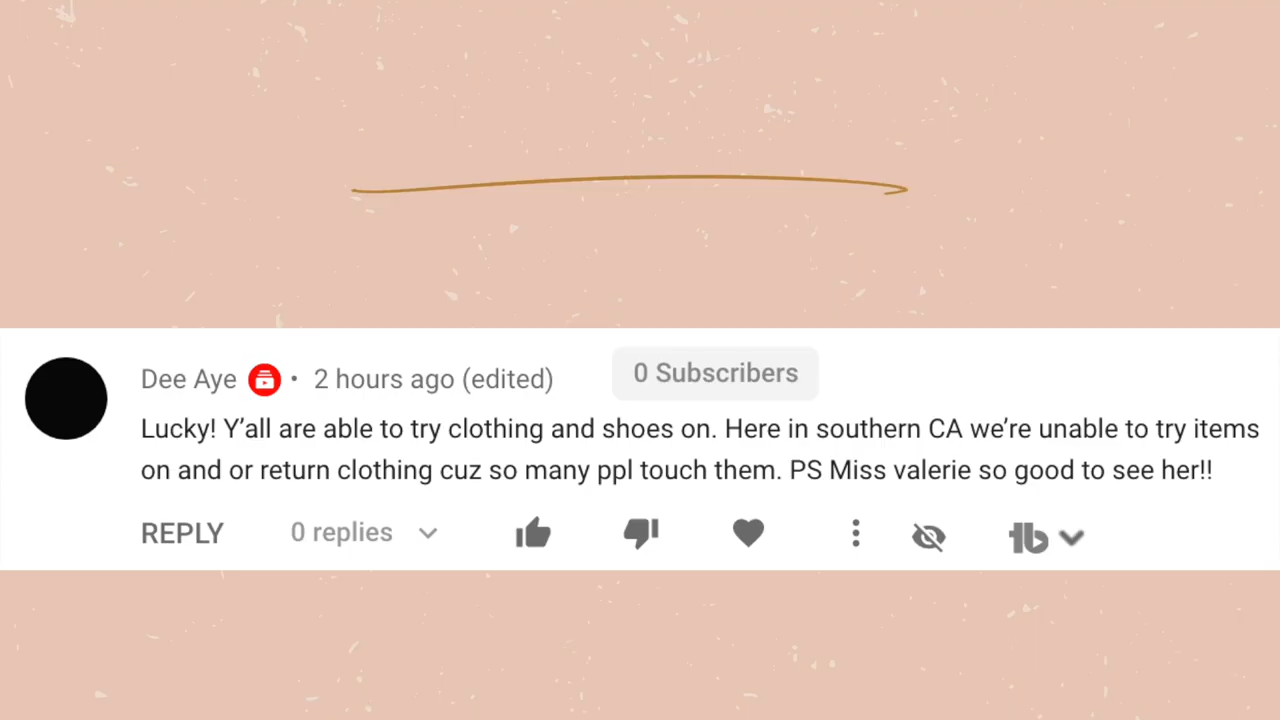 Dee Aye • 2 hours ago (edited) 0 Subscribers
Lucky! Y’all are able to try clothing and shoes on. Here in southern CA we’re unable to try items
on and or return clothing cuz so many ppl touch them. PS Miss valerie so good to see her!!
REPLY 0 replies tb